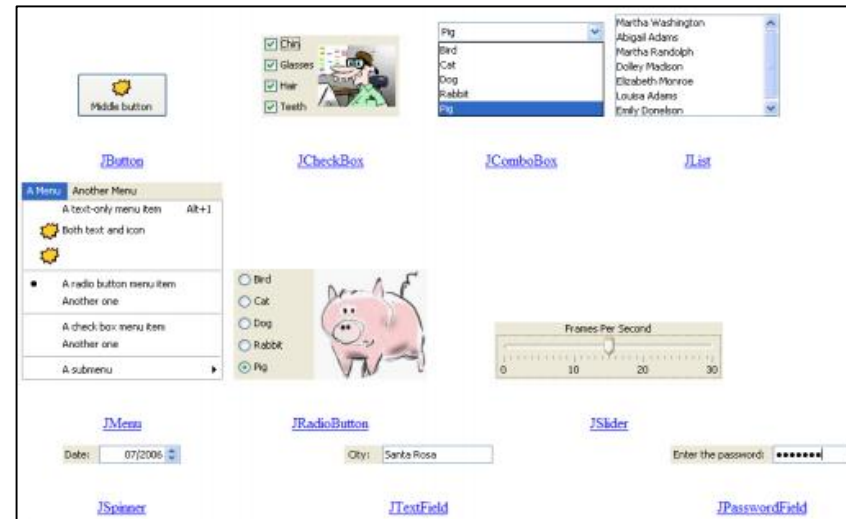 Middle button
Chin
Glasses
Hair
Teeth
Pig
Bird
Cat
Dog
Rabbit
Pig
Martha Washington
Abigail Adams
Martha Randolph
Dolley Madison
Elizabeth Monroe
Louisa Adams
Emily Donelson
JButton
JCheckBox
JComboBox
JList
A Menu Another Menu
A text-only menu item Alt+1
Both text and icon
A radio button menu item
Another one
A check box menu item
Another one
A submenu
Bird
Cat
Dog
Rabbit
Pig
Frames Per Second
0 10 20 30
JMenu
JRadioButton
JSlider
Date: 07/2006
City: Santa Rosa
Enter the password:
JSpinner
JTextField
JPasswordField